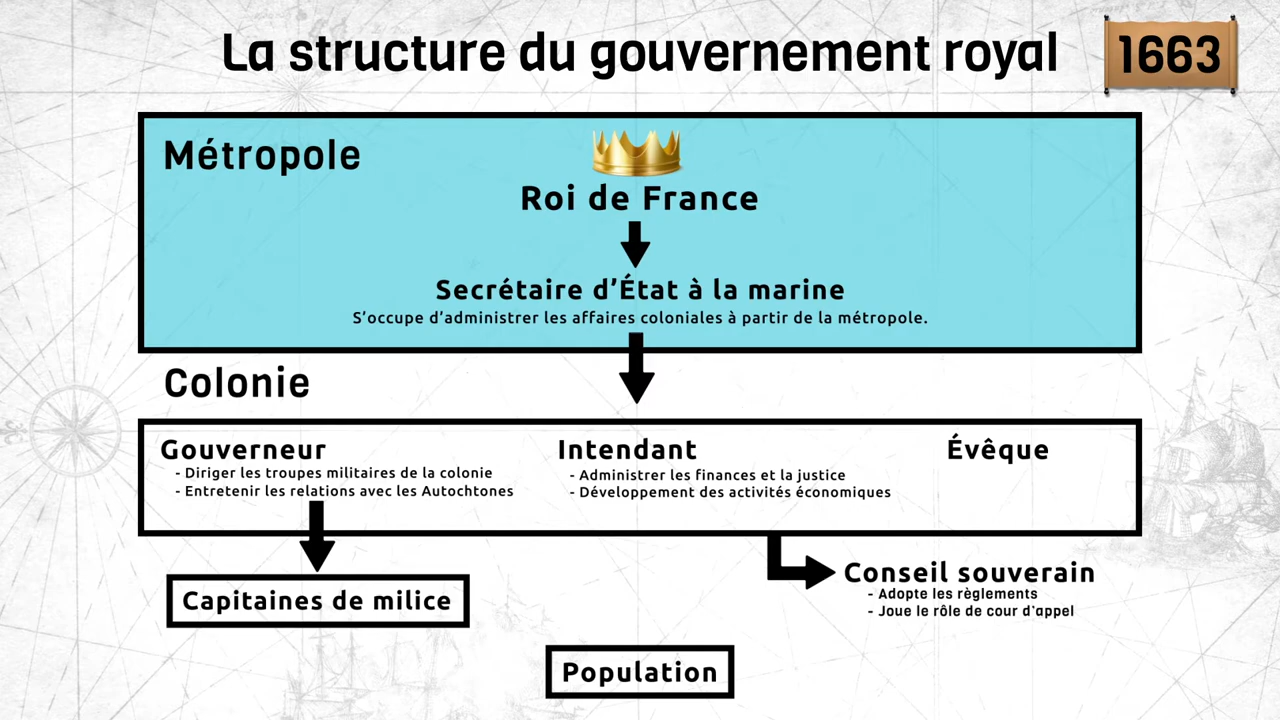 La structure du gouvernement royal
1663
Métropole
Roi de France
Secrétaire d'État à la marine
S'occupe d'administrer les affaires coloniales à partir de la métropole.
Colonie
Gouverneur
- Diriger les troupes militaires de la colonie
- Entretenir les relations avec les Autochtones
Intendant
- Administrer les finances et la justice
- Développement des activités économiques
Évêque
Capitaines de milice
Conseil souverain
- Adopte les règlements
- Joue le rôle de cour d'appel
Population